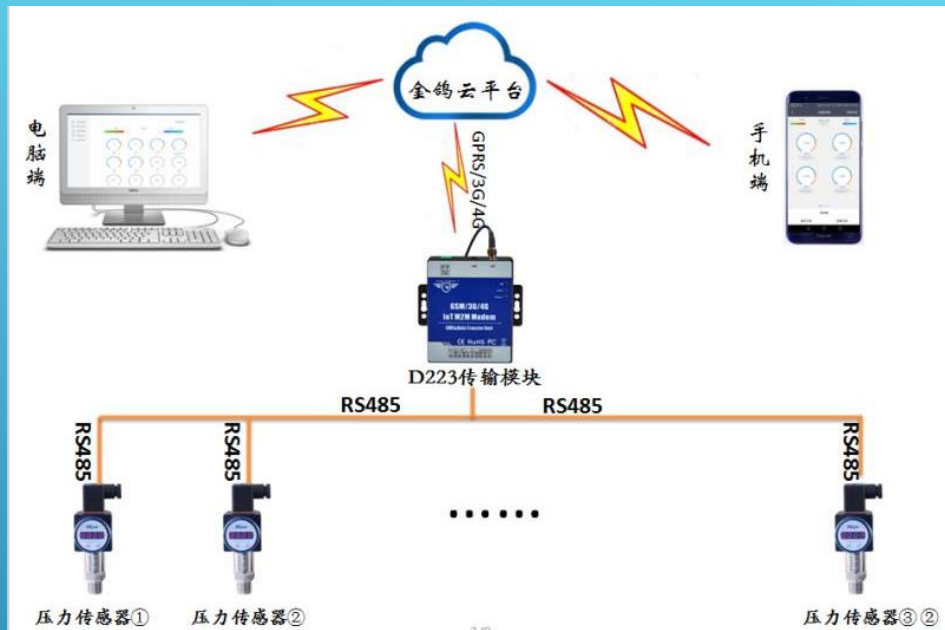 金鸽云平台
电脑端
手机端
GPRS/3G/4G
GSM/3G/4G
IoT M2M Modem
D223传输模块
RS485
RS485
RS485
RS485
RS485
......
压力传感器①
压力传感器②
压力传感器③②